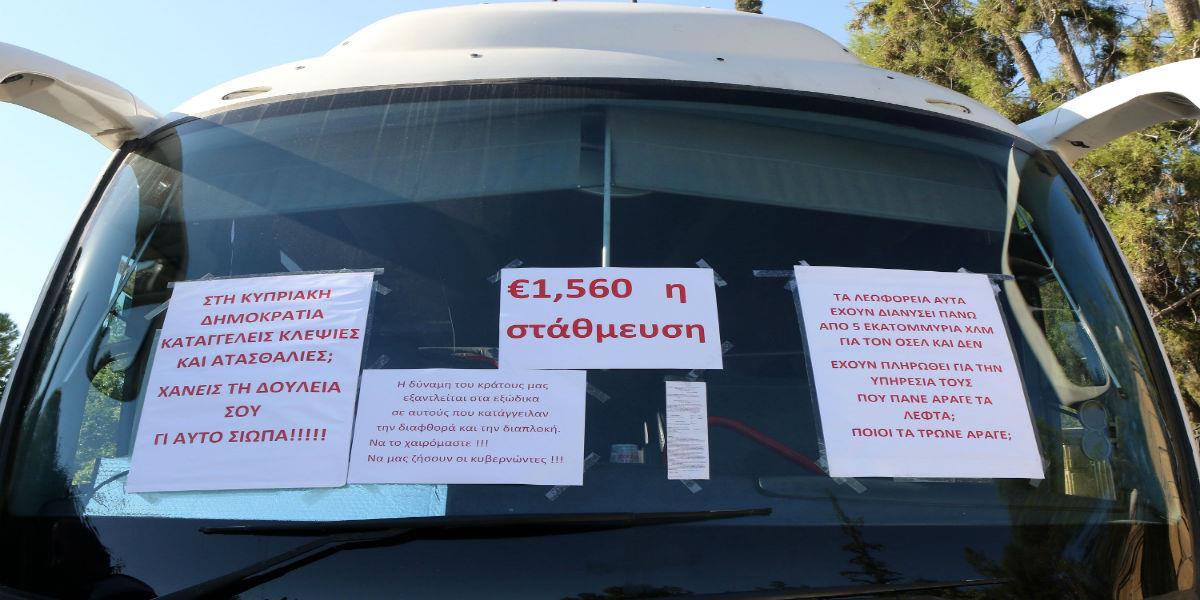 ΣΤΗ ΚΥΠΡΙΑΚΗ
ΔΗΜΟΚΡΑΤΙΑ
ΚΑΤΑΓΓΕΛΕΙΣ ΚΛΕΨΙΕΣ
ΚΑΙ ΑΤΑΣΘΑΛΙΕΣ;
ΧΑΝΕΙΣ ΤΗ ΔΟΥΛΕΙΑ
ΣΟΥ
ΓΙ ΑΥΤΟ ΣΙΩΠΑ!!!!!
€1,560 η
στάθμευση
Η δύναμη του κράτους μας
εξαντλείται στα εξώδικα
σε αυτούς που κατάγγειλαν
την διαφθορά και την διαπλοκή.
Να το χαιρόμαστε !!!
Να μας ζήσουν οι κυβερνώντες !!!
ΤΑ ΛΕΩΦΟΡΕΙΑ ΑΥΤΑ
ΕΧΟΥΝ ΔΙΑΝΥΣΕΙ ΠΑΝΩ
ΑΠΟ 5 ΕΚΑΤΟΜΜΥΡΙΑ ΧΛΜ
ΓΙΑ ΤΟΝ ΟΣΕΛ ΚΑΙ ΔΕΝ
ΕΧΟΥΝ ΠΛΗΡΩΘΕΙ ΓΙΑ ΤΗΝ
ΥΠΗΡΕΣΙΑ ΤΟΥΣ
ΠΟΥ ΠΑΝΕ ΑΡΑΓΕ ΤΑ
ΛΕΦΤΑ;
ΠΟΙΟΙ ΤΑ ΤΡΩΝΕ ΑΡΑΓΕ;